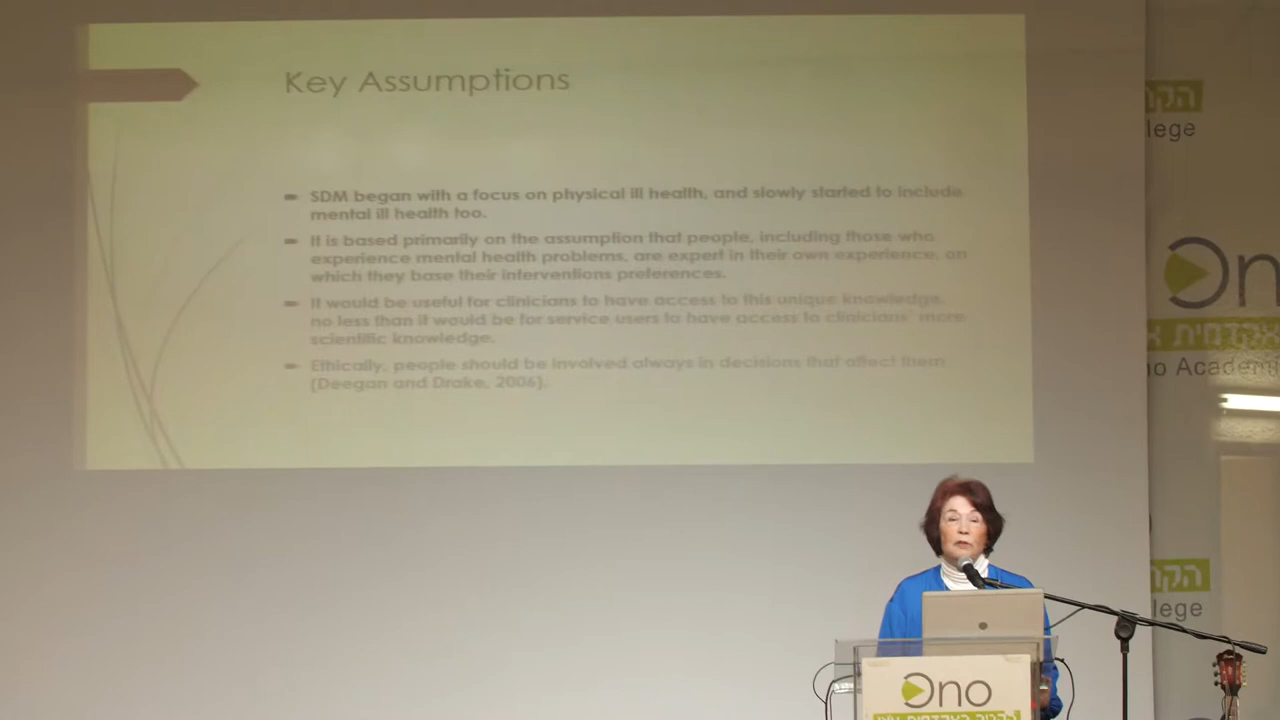 Key Assumptions
SDM began with a focus on physical ill health, and slowly started to include
mental ill health too.
It is based primarily on the assumption that people, including those who
experience mental health problems, are expert in their own experience, on
which they base their interventions preferences.
It would be useful for clinicians to have access to this unique knowledge,
no less than it would be for service users to have access to clinicians' more
scientific knowledge.
Ethically, people should be involved always in decisions that affect them
(Deegan and Drake, 2006).
הקר
lege
Ono
אקדמית א
no Academi
הקר
lege
Ono